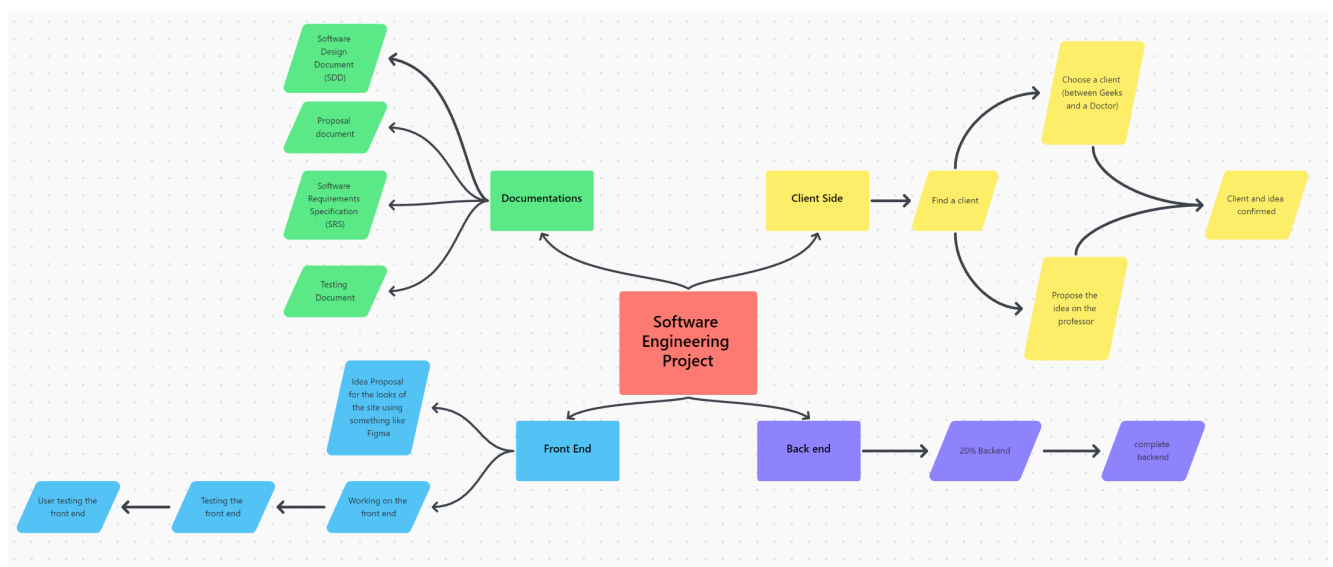 Software
Design
Document
(SDD)
Proposal
document
Software
Requirements
Specification
(SRS)
Testing
Document
Documentations
Client Side
Find a client
Choose a client
(between Geeks
and a Doctor)
Propose the
idea on the
professor
Client and idea
confirmed
Software
Engineering
Project
Idea Proposal
for the looks of
the site using
something like
Figma
Front End
Working on the
front end
Testing the
front end
User testing the
front end
Back end
20% Backend
complete
backend